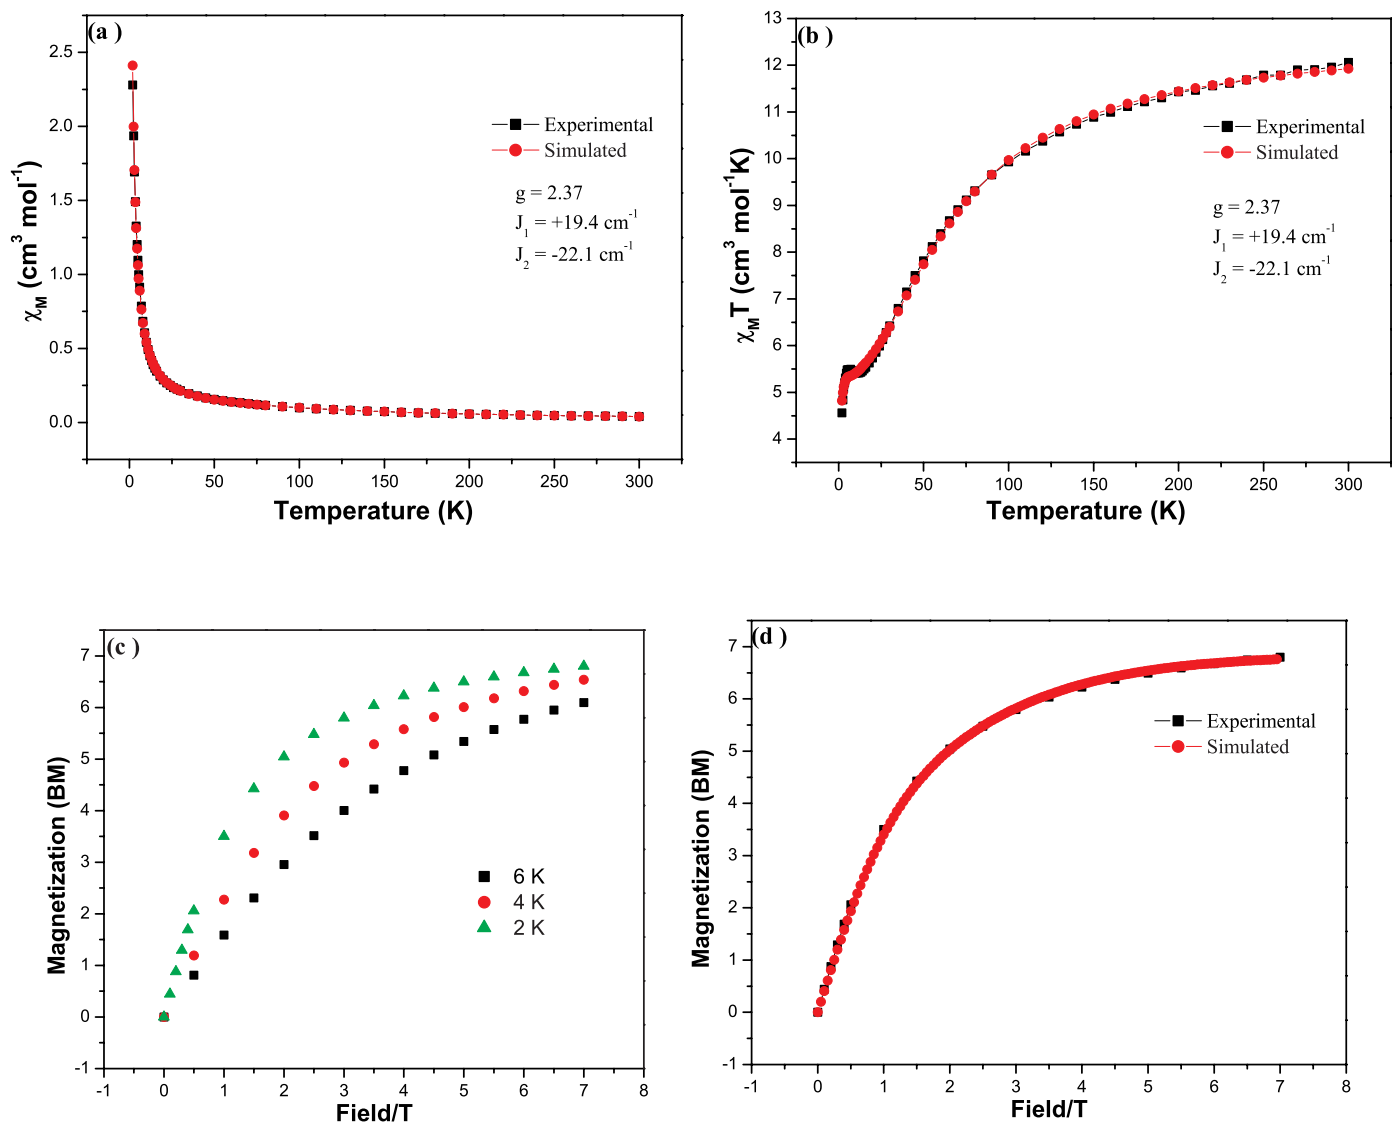 (a )
2.5
2.0
1.5
1.0
0.5
0.0
χM (cm3 mol-1)
Experimental
Simulated
g = 2.37
J1 = +19.4 cm-1
J2 = -22.1 cm-1
0 50 100 150 200 250 300
Temperature (K)
(b )
13
12
11
10
9
8
7
6
5
4
χMT (cm3 mol-1K)
Experimental
Simulated
g = 2.37
J1 = +19.4 cm-1
J2 = -22.1 cm-1
0 50 100 150 200 250 300
Temperature (K)
(c )
7
6
5
4
3
2
1
0
-1
Magnetization (BM)
6 K
4 K
2 K
-1 0 1 2 3 4 5 6 7 8
Field/T
(d )
7
6
5
4
3
2
1
0
-1
Magnetization (BM)
Experimental
Simulated
-1 0 1 2 3 4 5 6 7 8
Field/T